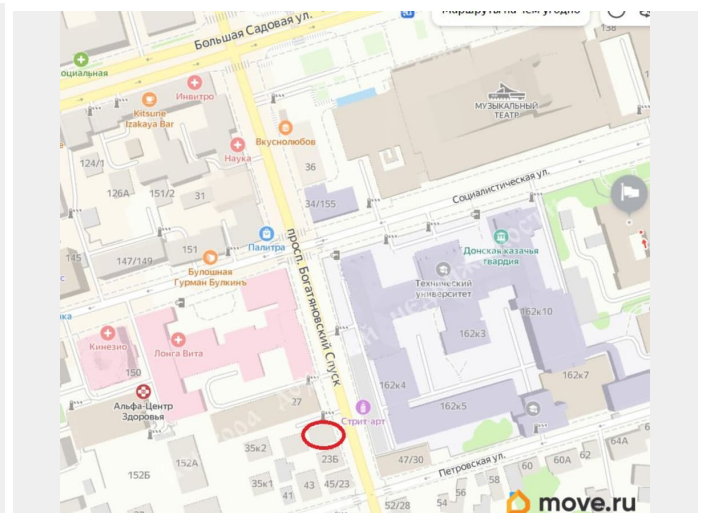 Большая Садовая ул.
Маршруты на чём угодно
138
оциальная
Инвитро
Kitsune
Izakaya Bar
МУЗЫКАЛЬНЫЙ
ТЕАТР
Вкуснолюбов
Наука
124/1
36
126А
151/2
31
34/155
Социалистическая ул.
просп. Богатяновский Спуск
Палитра
145
147/149
151
Булошная
Гурман Булкинъ
Донская казачья
гвардия
Технический
университет
162к10
162к3
Кинезио
Лонга Вита
150
Альфа-Центр
Здоровья
27
162к4
162к7
162к5
Стрит-арт
35к2
23Б
47/30
Петровская ул.
60
60А
62
64А
152Б
152А
35к1
41
43
45/23
52/28
54
56
58
move.ru